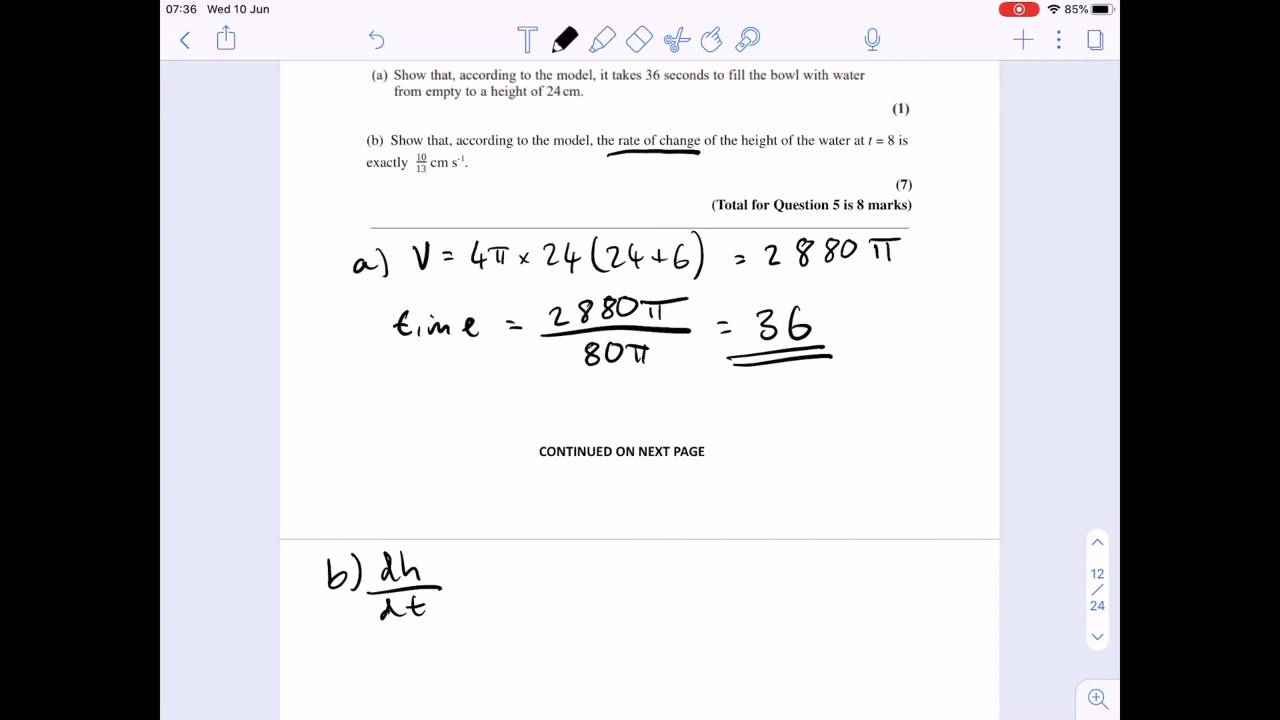 07:36 Wed 10 Jun
85%
(a) Show that, according to the model, it takes 36 seconds to fill the bowl with water
from empty to a height of 24 cm.
(1)
(b) Show that, according to the model, the rate of change of the height of the water at t = 8 is
exactly 10/13 cm s⁻¹.
(7)
(Total for Question 5 is 8 marks)
a) V = 4π × 24 (24+6) = 2880π
time = 2880π/80π = 36
CONTINUED ON NEXT PAGE
b) dh/dt
12
/
24